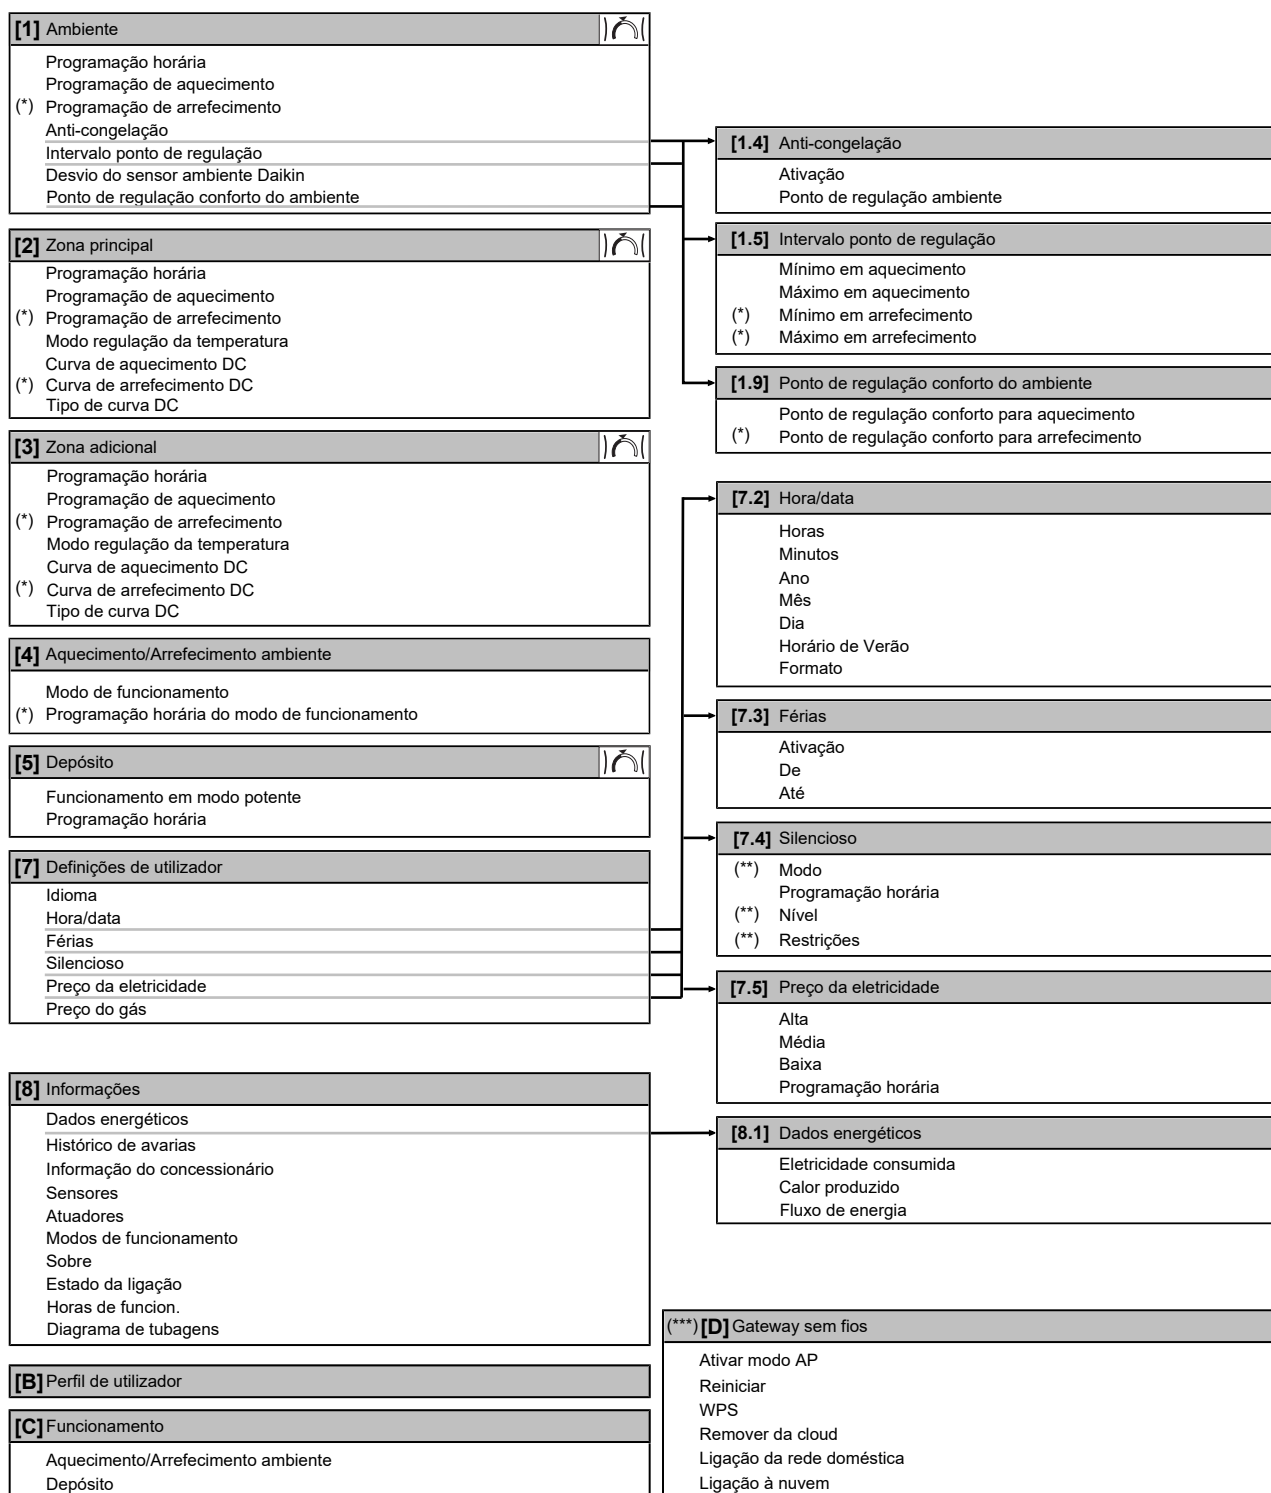 [1] Ambiente
Programação horária
Programação de aquecimento
(*) Programação de arrefecimento
Anti-congelação
Intervalo ponto de regulação
Desvio do sensor ambiente Daikin
Ponto de regulação conforto do ambiente
[2] Zona principal
Programação horária
Programação de aquecimento
(*) Programação de arrefecimento
Modo regulação da temperatura
Curva de aquecimento DC
(*) Curva de arrefecimento DC
Tipo de curva DC
[3] Zona adicional
Programação horária
Programação de aquecimento
(*) Programação de arrefecimento
Modo regulação da temperatura
Curva de aquecimento DC
(*) Curva de arrefecimento DC
Tipo de curva DC
[4] Aquecimento/Arrefecimento ambiente
Modo de funcionamento
(*) Programação horária do modo de funcionamento
[5] Depósito
Funcionamento em modo potente
Programação horária
[7] Definições de utilizador
Idioma
Hora/data
Férias
Silencioso
Preço da eletricidade
Preço do gás
[8] Informações
Dados energéticos
Histórico de avarias
Informação do concessionário
Sensores
Atuadores
Modos de funcionamento
Sobre
Estado da ligação
Horas de funcion.
Diagrama de tubagens
[B] Perfil de utilizador
[C] Funcionamento
Aquecimento/Arrefecimento ambiente
Depósito
[1.4] Anti-congelação
Ativação
Ponto de regulação ambiente
[1.5] Intervalo ponto de regulação
Mínimo em aquecimento
Máximo em aquecimento
(*) Mínimo em arrefecimento
(*) Máximo em arrefecimento
[1.9] Ponto de regulação conforto do ambiente
Ponto de regulação conforto para aquecimento
(*) Ponto de regulação conforto para arrefecimento
[7.2] Hora/data
Horas
Minutos
Ano
Mês
Dia
Horário de Verão
Formato
[7.3] Férias
Ativação
De
Até
[7.4] Silencioso
(**) Modo
Programação horária
(**) Nível
(**) Restrições
[7.5] Preço da eletricidade
Alta
Média
Baixa
Programação horária
[8.1] Dados energéticos
Eletricidade consumida
Calor produzido
Fluxo de energia
(***) [D] Gateway sem fios
Ativar modo AP
Reiniciar
WPS
Remover da cloud
Ligação da rede doméstica
Ligação à nuvem